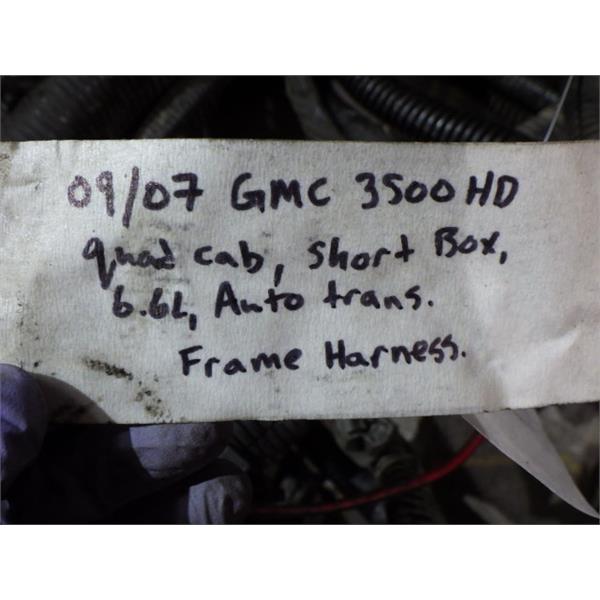 09/07 GMC 3500HD
quad cab, short Box,
6.6L, Auto trans.
Frame Harness.